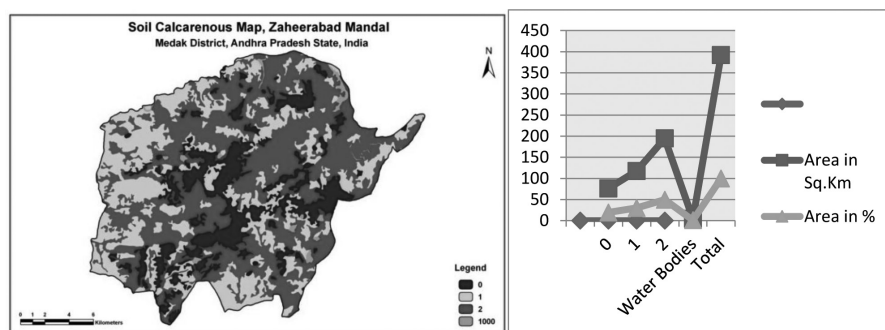 Soil Calcareous Map, Zaheerabad Mandal
Medak District, Andhra Pradesh State, India
N
Legend
0
1
2
1000
0 1 2 4 6
Kilometers
450
400
350
300
250
200
150
100
50
0
0
1
2
Water Bodies
Total
Area in
Sq.Km
Area in %